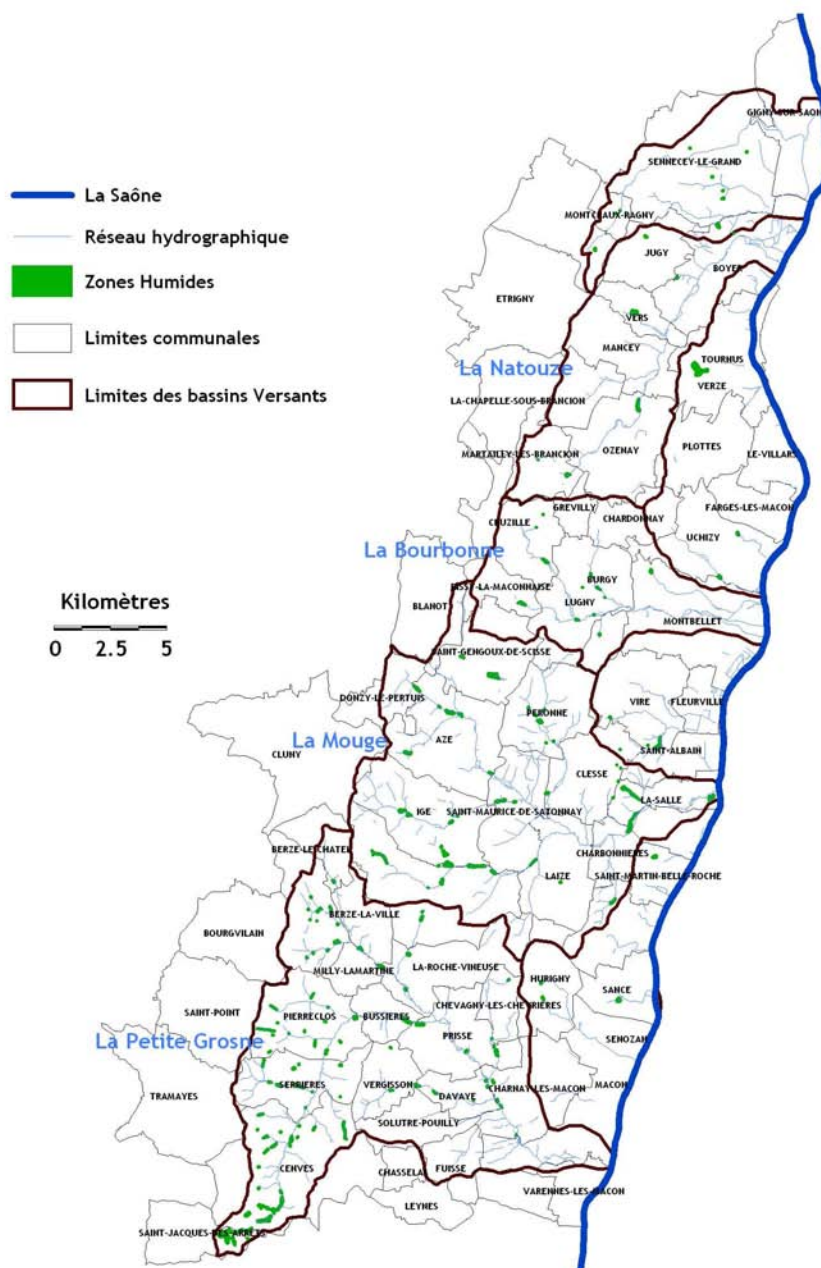 GIGNY-SUR-SAON
SENNECEY-LE-GRAND
La Saône
MONTCEAUX-RAGNY
Réseau hydrographique
JUGY
BOYER
Zones Humides
ETRIGNY
VERS
Limites communales
MANCEY
TOURNUS
La Natouze
VERZE
Limites des bassins Versants
LA-CHAPELLE-SOUS-BRANCION
PLOTTES
OZENAY
MARTAILLY-LES-BRANCION
LE-VILLARS
GREVILLY
FARGES-LES-MACON
CRUZILLE
CHARDONNAY
UCHIZY
La Bourbonne
BURGY
BISSY-LA-MACONNAISE
Kilomètres
BLANOT
LUGNY
MONTBELLET
0 2.5 5
SAINT-GENGOUX-DE-SCISSE
DONZY-LE-PERTUIS
VIRE
FLEURVILLE
PERONNE
La Mouge
AZE
SAINT-ALBAIN
CLUNY
CLESSE
LA-SALLE
IGE
SAINT-MAURICE-DE-SATONNAY
BERZE-LE-CHATEL
CHARBONNIERES
LAIZE
SAINT-MARTIN-BELLE-ROCHE
BERZE-LA-VILLE
BOURGVILAIN
MILLY-LAMARTINE
LA-ROCHE-VINEUSE
HURIGNY
SANCE
CHEVAGNY-LES-CHEVRIERES
SAINT-POINT
PIERRECLOS
BUSSIERES
PRISSE
SENOZAN
La Petite Grosne
SERRIERES
VERGISSON
CHARNAY-LES-MACON
MACON
TRAMAYES
DAVAYE
SOLUTRE-POUILLY
CENVES
CHASSELAS
FUISSE
VARENNES-LES-MACON
LEYNES
SAINT-JACQUES-DES-ARRETS